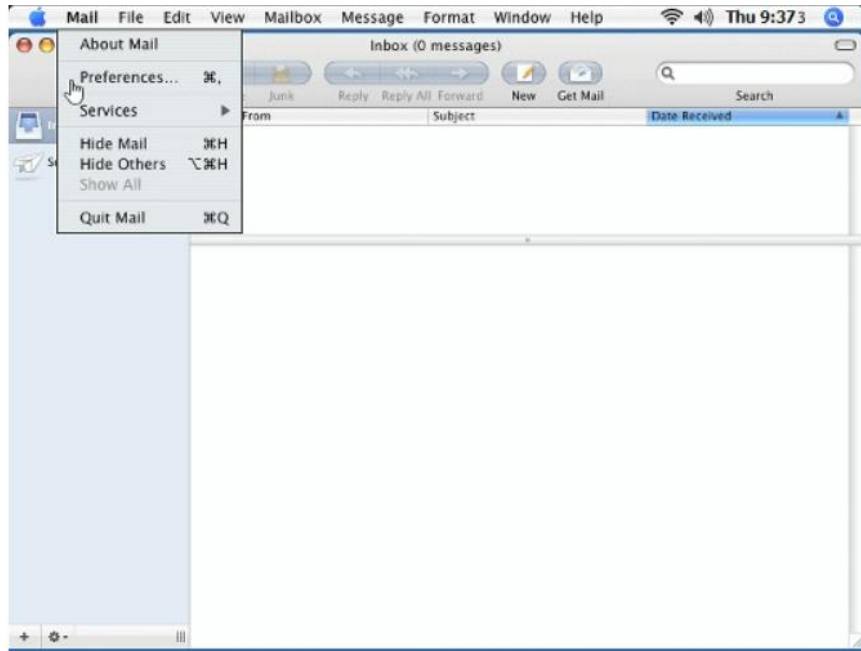 Mail File Edit View Mailbox Message Format Window Help Thu 9:373
About Mail
Inbox (0 messages)
Preferences... ⌘,
Junk Reply Reply All Forward New Get Mail Search
Services
From Subject Date Received
Hide Mail ⌘H
Hide Others ⌥⌘H
Show All
Quit Mail ⌘Q